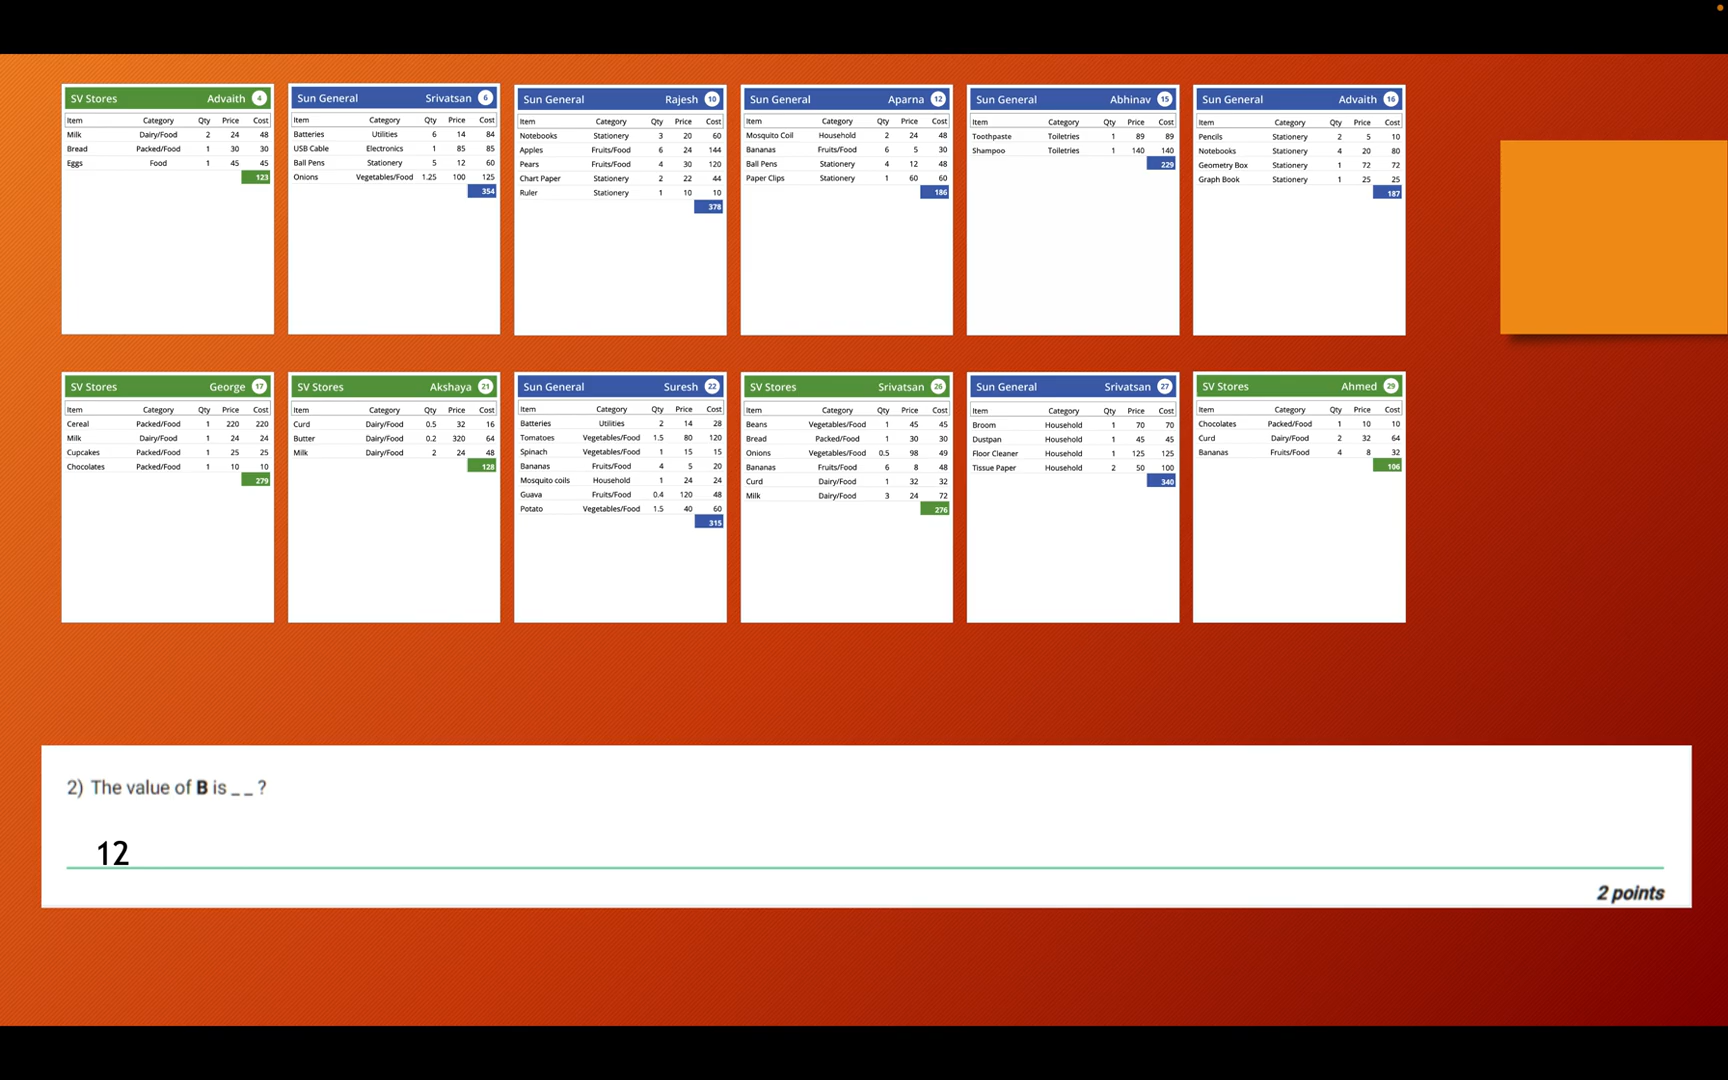 SV Stores Advaith 4
Item Category Qty Price Cost
Milk Dairy/Food 2 24 48
Bread Packed/Food 1 30 30
Eggs Food 1 45 45
123
Sun General Srivatsan 6
Item Category Qty Price Cost
Batteries Utilities 6 14 84
USB Cable Electronics 1 85 85
Ball Pens Stationery 5 12 60
Onions Vegetables/Food 1.25 100 125
354
Sun General Rajesh 10
Item Category Qty Price Cost
Notebooks Stationery 3 20 60
Apples Fruits/Food 6 24 144
Pears Fruits/Food 4 30 120
Chart Paper Stationery 2 22 44
Ruler Stationery 1 10 10
378
Sun General Aparna 12
Item Category Qty Price Cost
Mosquito Coil Household 2 24 48
Bananas Fruits/Food 6 5 30
Ball Pens Stationery 4 12 48
Paper Clips Stationery 1 60 60
186
Sun General Abhinav 15
Item Category Qty Price Cost
Toothpaste Toiletries 1 89 89
Shampoo Toiletries 1 140 140
229
Sun General Advaith 16
Item Category Qty Price Cost
Pencils Stationery 2 5 10
Notebooks Stationery 4 20 80
Geometry Box Stationery 1 72 72
Graph Book Stationery 1 25 25
187
SV Stores George 17
Item Category Qty Price Cost
Cereal Packed/Food 1 220 220
Milk Dairy/Food 1 24 24
Cupcakes Packed/Food 1 25 25
Chocolates Packed/Food 1 10 10
279
SV Stores Akshaya 21
Item Category Qty Price Cost
Curd Dairy/Food 0.5 32 16
Butter Dairy/Food 0.2 320 64
Milk Dairy/Food 2 24 48
128
Sun General Suresh 22
Item Category Qty Price Cost
Batteries Utilities 2 14 28
Tomatoes Vegetables/Food 1.5 80 120
Spinach Vegetables/Food 1 15 15
Bananas Fruits/Food 4 5 20
Mosquito coils Household 1 24 24
Guava Fruits/Food 0.4 120 48
Potato Vegetables/Food 1.5 40 60
315
SV Stores Srivatsan 26
Item Category Qty Price Cost
Beans Vegetables/Food 1 45 45
Bread Packed/Food 1 30 30
Onions Vegetables/Food 0.5 98 49
Bananas Fruits/Food 6 8 48
Curd Dairy/Food 1 32 32
Milk Dairy/Food 3 24 72
276
Sun General Srivatsan 27
Item Category Qty Price Cost
Broom Household 1 70 70
Dustpan Household 1 45 45
Floor Cleaner Household 1 125 125
Tissue Paper Household 2 50 100
340
SV Stores Ahmed 29
Item Category Qty Price Cost
Chocolates Packed/Food 1 10 10
Curd Dairy/Food 2 32 64
Bananas Fruits/Food 4 8 32
106
2) The value of B is _ _ ?
12
2 points